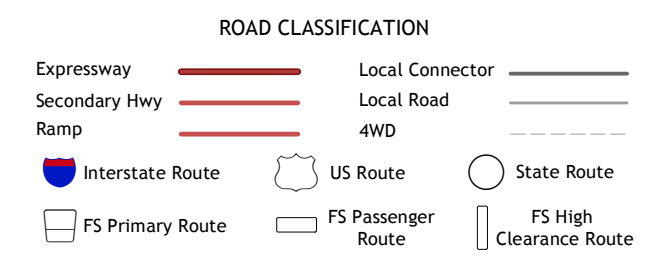 ROAD CLASSIFICATION
Expressway
Local Connector
Secondary Hwy
Local Road
Ramp
4WD
Interstate Route
US Route
State Route
FS Primary Route
FS Passenger
Route
FS High
Clearance Route